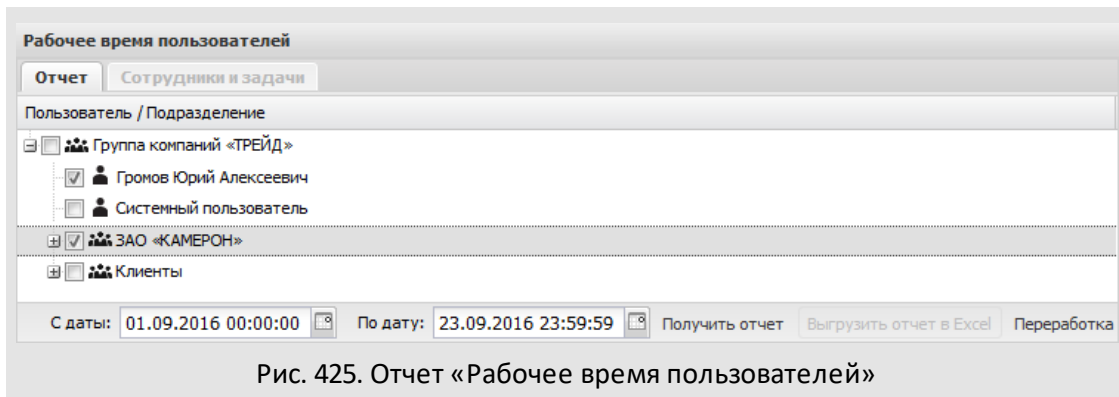 Рабочее время пользователей
Отчет Сотрудники и задачи
Пользователь / Подразделение
Группа компаний «ТРЕЙД»
Громов Юрий Алексеевич
Системный пользователь
ЗАО «КАМЕРОН»
Клиенты
С даты: 01.09.2016 00:00:00 По дату: 23.09.2016 23:59:59 Получить отчет Выгрузить отчет в Excel Переработка
Рис. 425. Отчет «Рабочее время пользователей»